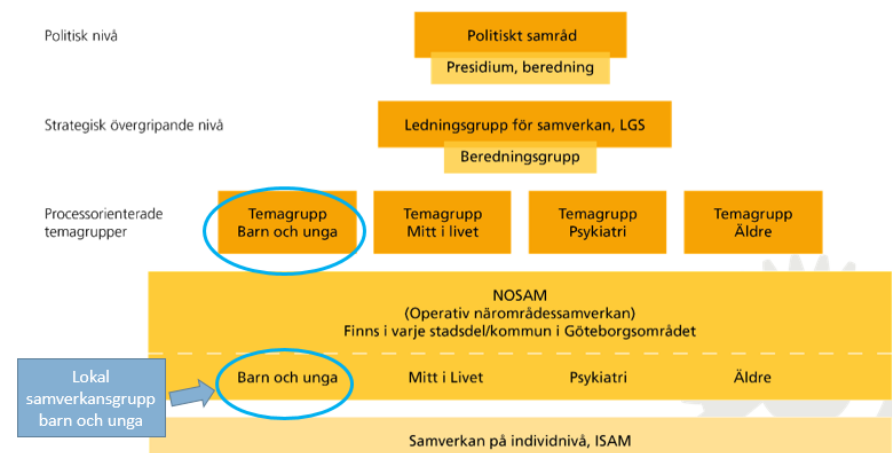 Politisk nivå
Politiskt samråd
Presidium, beredning
Strategisk övergripande nivå
Ledningsgrupp för samverkan, LGS
Beredningsgrupp
Processorienterade
temagrupper
Temagrupp
Barn och unga
Temagrupp
Mitt i livet
Temagrupp
Psykiatri
Temagrupp
Äldre
NOSAM
(Operativ närområdessamverkan)
Finns i varje stadsdel/kommun i Göteborgsområdet
Lokal
samverkansgrupp
barn och unga
Barn och unga
Mitt i Livet
Psykiatri
Äldre
Samverkan på individnivå, ISAM